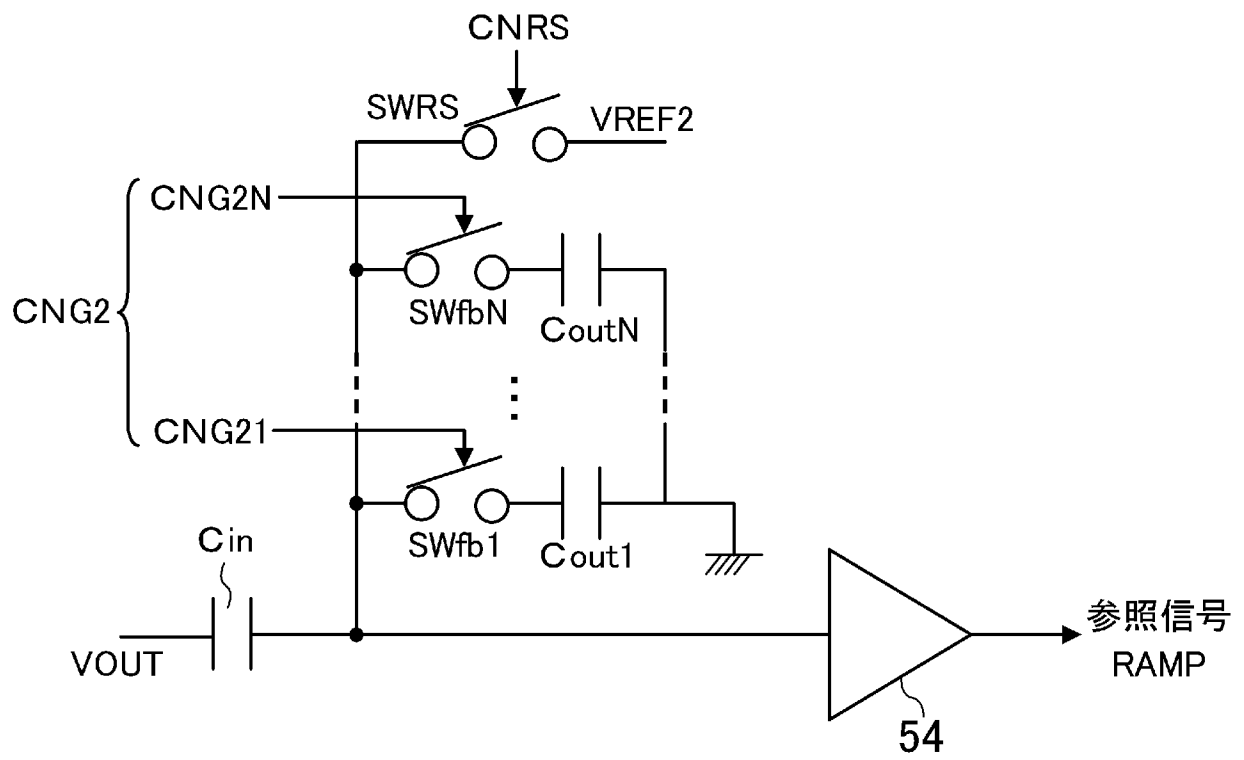 CNRS
SWRS
VREF2
CNG2N
CNG2
SWfbN
CoutN
CNG21
SWfb1
Cout1
Cin
VOUT
参照信号
RAMP
54